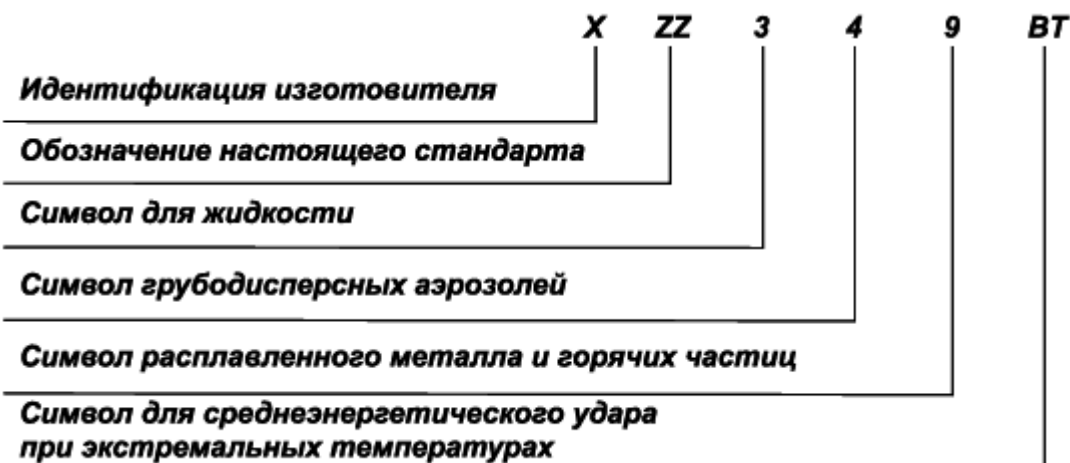 X ZZ 3 4 9 BT
Идентификация изготовителя
Обозначение настоящего стандарта
Символ для жидкости
Символ грубодисперсных аэрозолей
Символ расплавленного металла и горячих частиц
Символ для среднеэнергетического удара
при экстремальных температурах